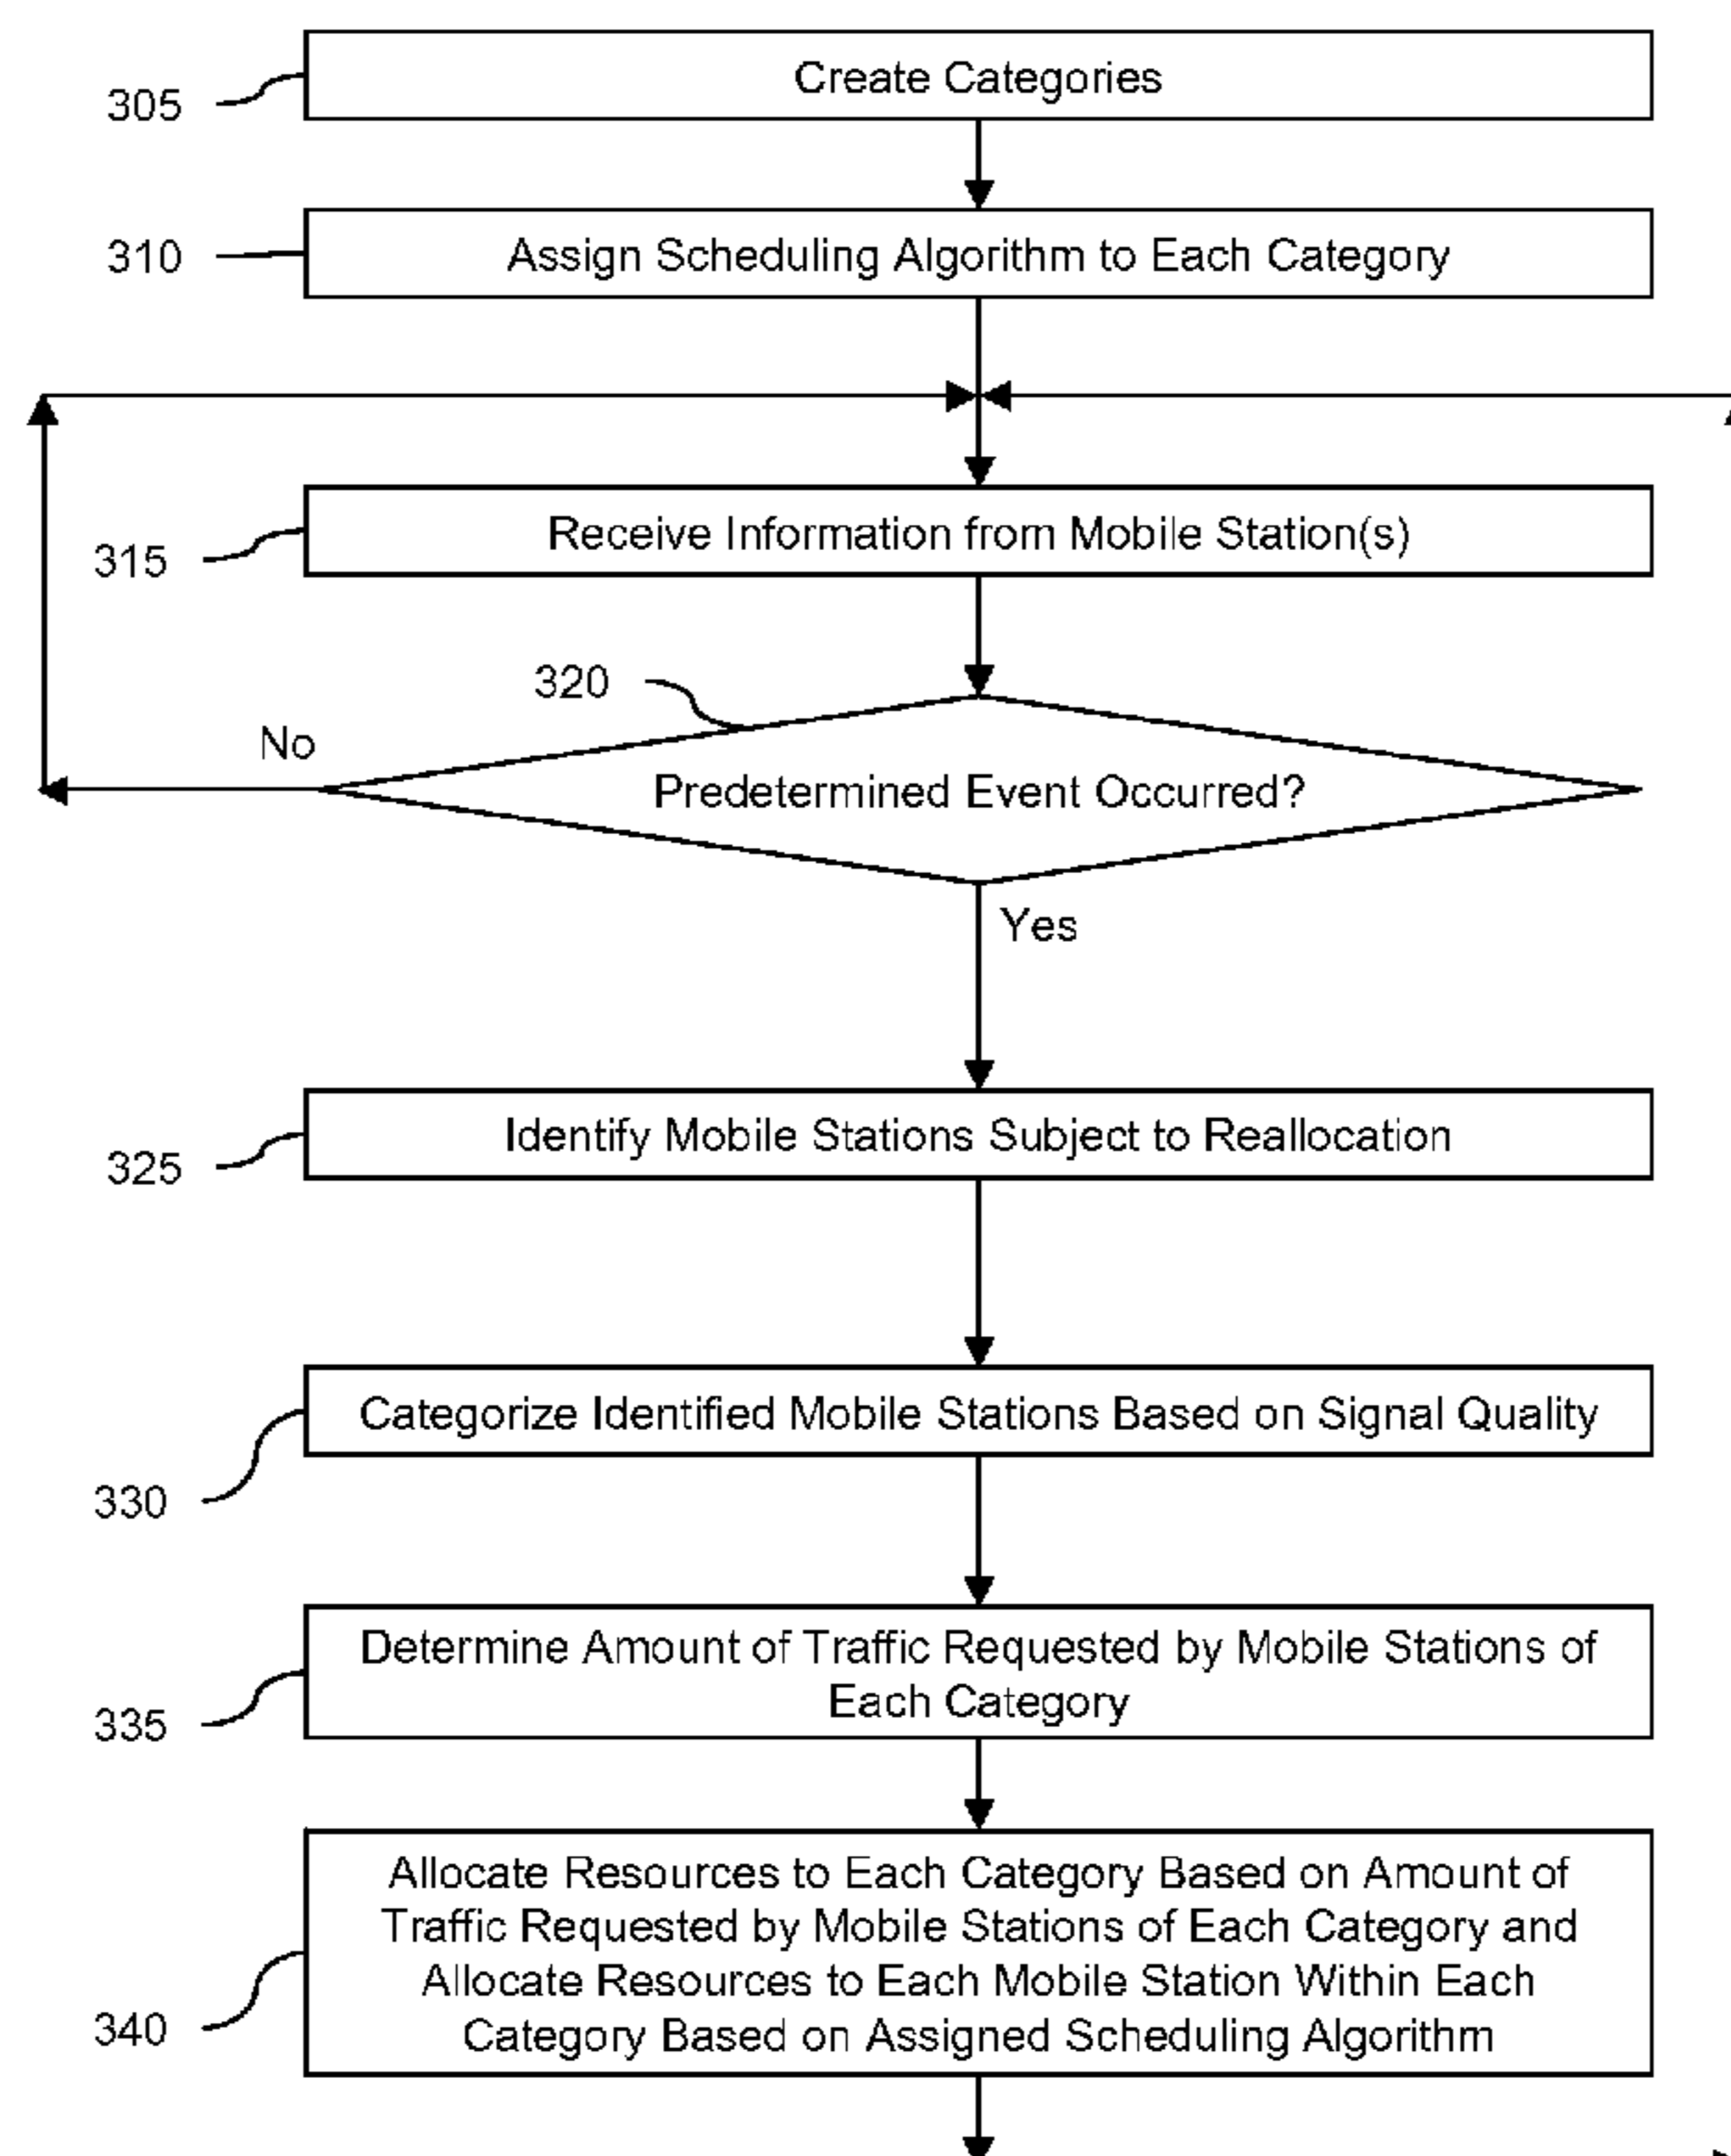 Create Categories
305
Assign Scheduling Algorithm to Each Category
310
Receive Information from Mobile Station(s)
315
320
No
Predetermined Event Occurred?
Yes
Identify Mobile Stations Subject to Reallocation
325
Categorize Identified Mobile Stations Based on Signal Quality
330
Determine Amount of Traffic Requested by Mobile Stations of
Each Category
335
Allocate Resources to Each Category Based on Amount of
Traffic Requested by Mobile Stations of Each Category and
Allocate Resources to Each Mobile Station Within Each
Category Based on Assigned Scheduling Algorithm
340